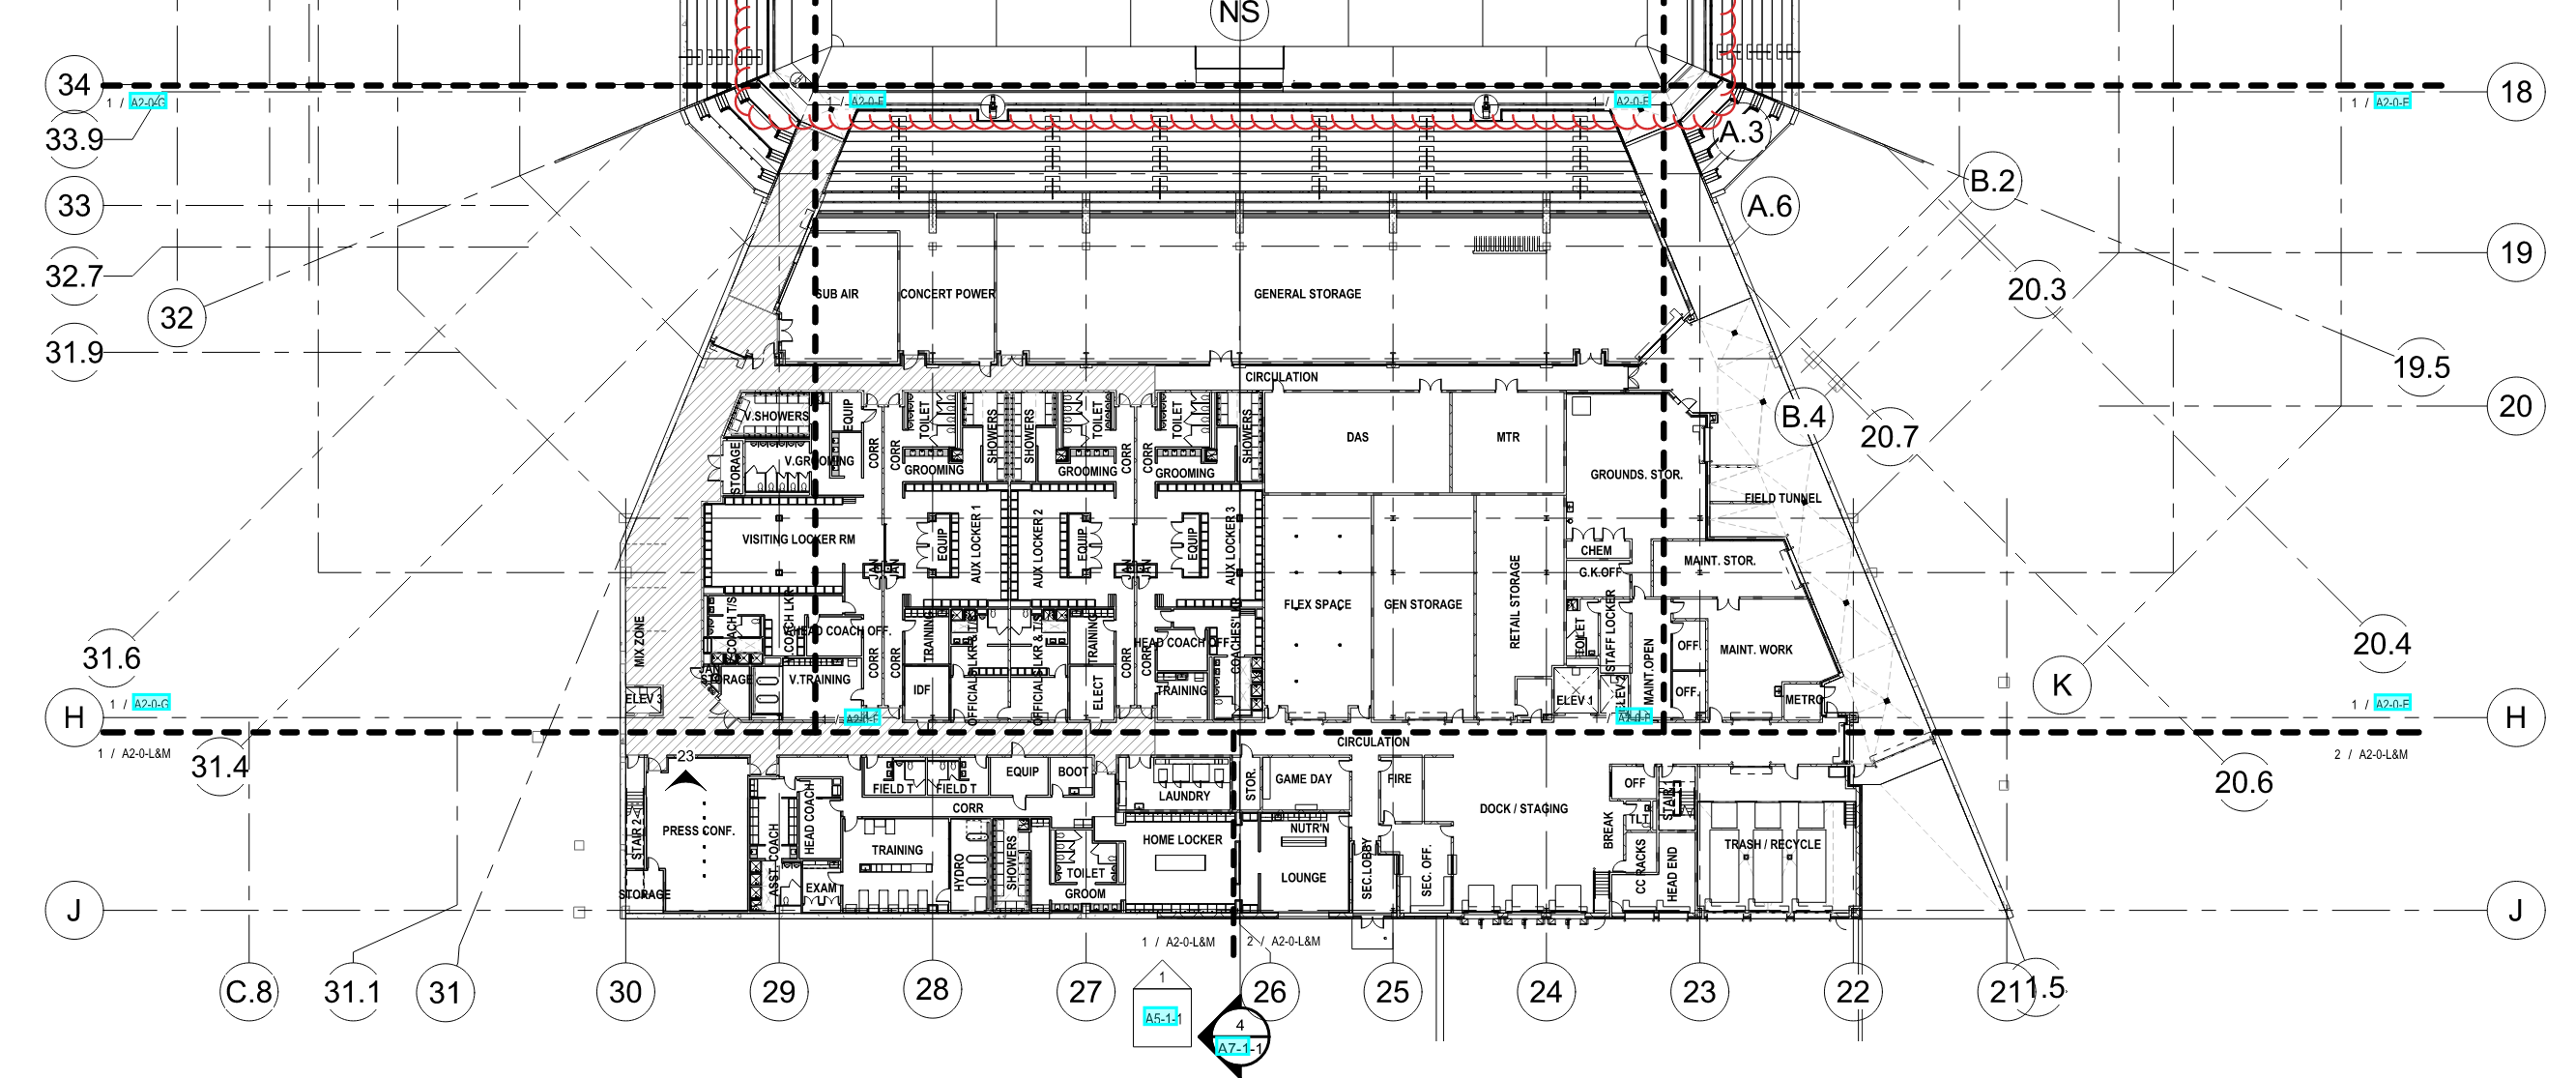 NS
34
18
1 / A2-0-G
1 / A2-0-F
1 / A2-0-F
1 / A2-0-E
33.9
A.3
B.2
33
A.6
19
32.7
20.3
SUB AIR
CONCERT POWER
GENERAL STORAGE
32
31.9
19.5
CIRCULATION
20
V.SHOWERS
EQUIP
TOILET
SHOWERS
SHOWERS
TOILET
TOILET
SHOWERS
B.4
20.7
DAS
MTR
STORAGE
V.GROOMING
CORR
CORR
GROOMING
GROOMING
CORR
CORR
GROOMING
GROUNDS. STOR.
FIELD TUNNEL
VISITING LOCKER RM
EQUIP
AUX LOCKER 1
AUX LOCKER 2
EQUIP
EQUIP
AUX LOCKER 3
CHEM
MAINT. STOR.
G.K.OFF
JAN
JAN
JAN
JAN
FLEX SPACE
GEN STORAGE
RETAIL STORAGE
MIX ZONE
V.COACH T/S
V.COACH LKR
HEAD COACH OFF.
TRAINING
OFFICIALS LKR & T/S
OFFICIALS LKR & T/S
TRAINING
HEAD COACH OFF.
COACHES'LKR
TOILET
STAFF LOCKER
OFF.
MAINT. WORK
31.6
20.4
JAN
STORAGE
V.TRAINING
CORR
CORR
IDF
ELECT
CORR
CORR
TRAINING
ELEV.1
ELEV 2
MAINT.OPEN
OFF.
METRO
K
ELEV.3
1 / A2-0-G
1 / A2-0-F
1 / A2-0-F
1 / A2-0-E
H
H
CIRCULATION
1 / A2-0-L&M
2 / A2-0-L&M
31.4
23
20.6
EQUIP
BOOT
STOR.
GAME DAY
FIRE
OFF
FIELD T
FIELD T
LAUNDRY
CORR
DOCK / STAGING
STAIR1
TLT
STAIR 2
PRESS CONF.
HEAD COACH
HOME LOCKER
NUTR'N
BREAK
TRASH / RECYCLE
TRAINING
HYDRO
SHOWERS
TOILET
ASST. COACH
EXAM
LOUNGE
SEC.LOBBY
SEC. OFF.
CC RACKS
HEAD END
STORAGE
GROOM
J
J
1 / A2-0-L&M
2 / A2-0-L&M
C.8
31.1
31
30
29
28
27
26
25
24
23
22
21
1.5
1
A5-1-1
4
A7-1-1